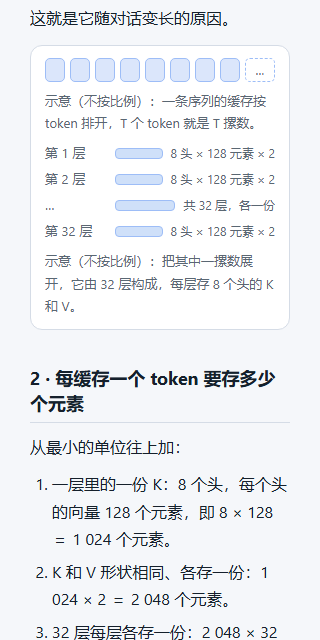 这就是它随对话变长的原因。
…
示意（不按比例）：一条序列的缓存按
token 排开，T 个 token 就是 T 摞数。
第 1 层 8 头 × 128 元素 × 2
第 2 层 8 头 × 128 元素 × 2
... 共 32 层，各一份
第 32 层 8 头 × 128 元素 × 2
示意（不按比例）：把其中一摞数展
开，它由 32 层构成，每层存 8 个头的 K
和 V。
2 · 每缓存一个 token 要存多少
个元素
从最小的单位往上加：
1. 一层里的一份 K：8 个头，每个头
的向量 128 个元素，即 8 × 128
= 1 024 个元素。
2. K 和 V 形状相同、各存一份：1
024 × 2 = 2 048 个元素。
3. 32 层每层各存一份：2 048 × 32